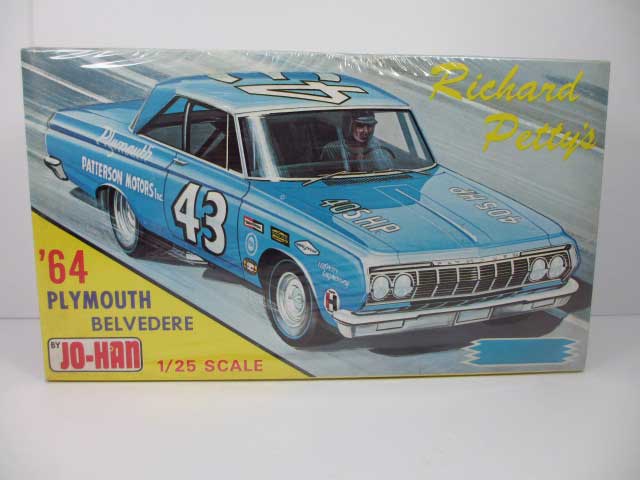 Richard
Petty's
43
Plymouth
PATTERSON MOTORS Inc
43
405 HP
405 HP
H
PLYMOUTH
'64
PLYMOUTH
BELVEDERE
BY
JO-HAN
1/25 SCALE